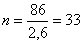 n = 86/2,6 = 33